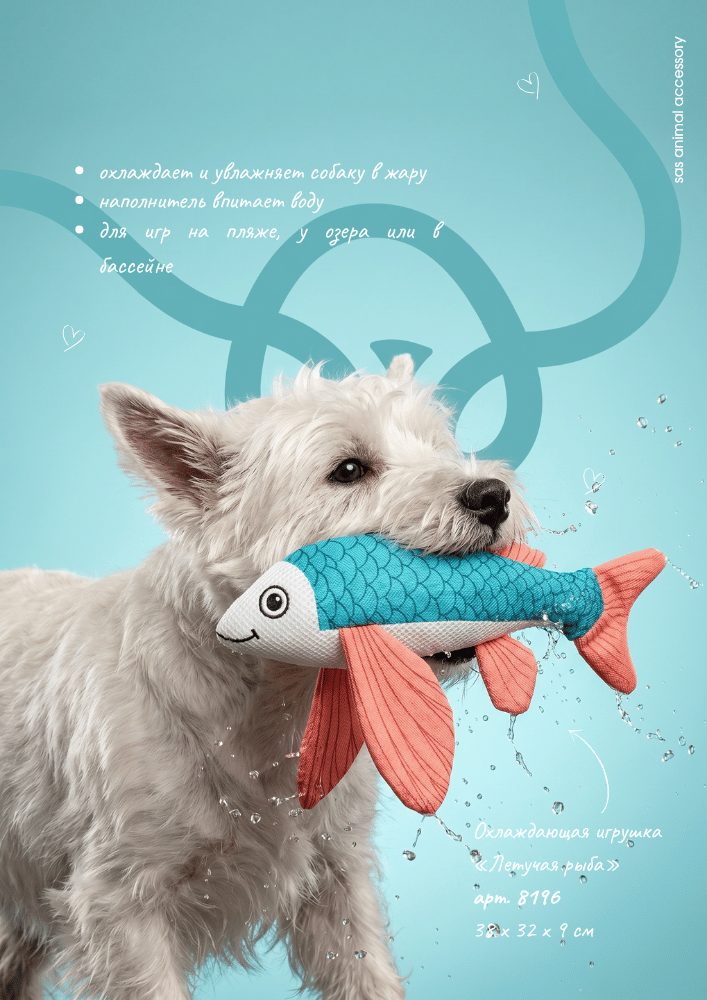 sas animal accessory
• охлаждает и увлажняет собаку в жару
• наполнитель впитает воду
• для игр на пляже, у озера или в
бассейне
Охлаждающая игрушка
«Летучая рыба»
арт. 8196
38 x 32 x 9 см